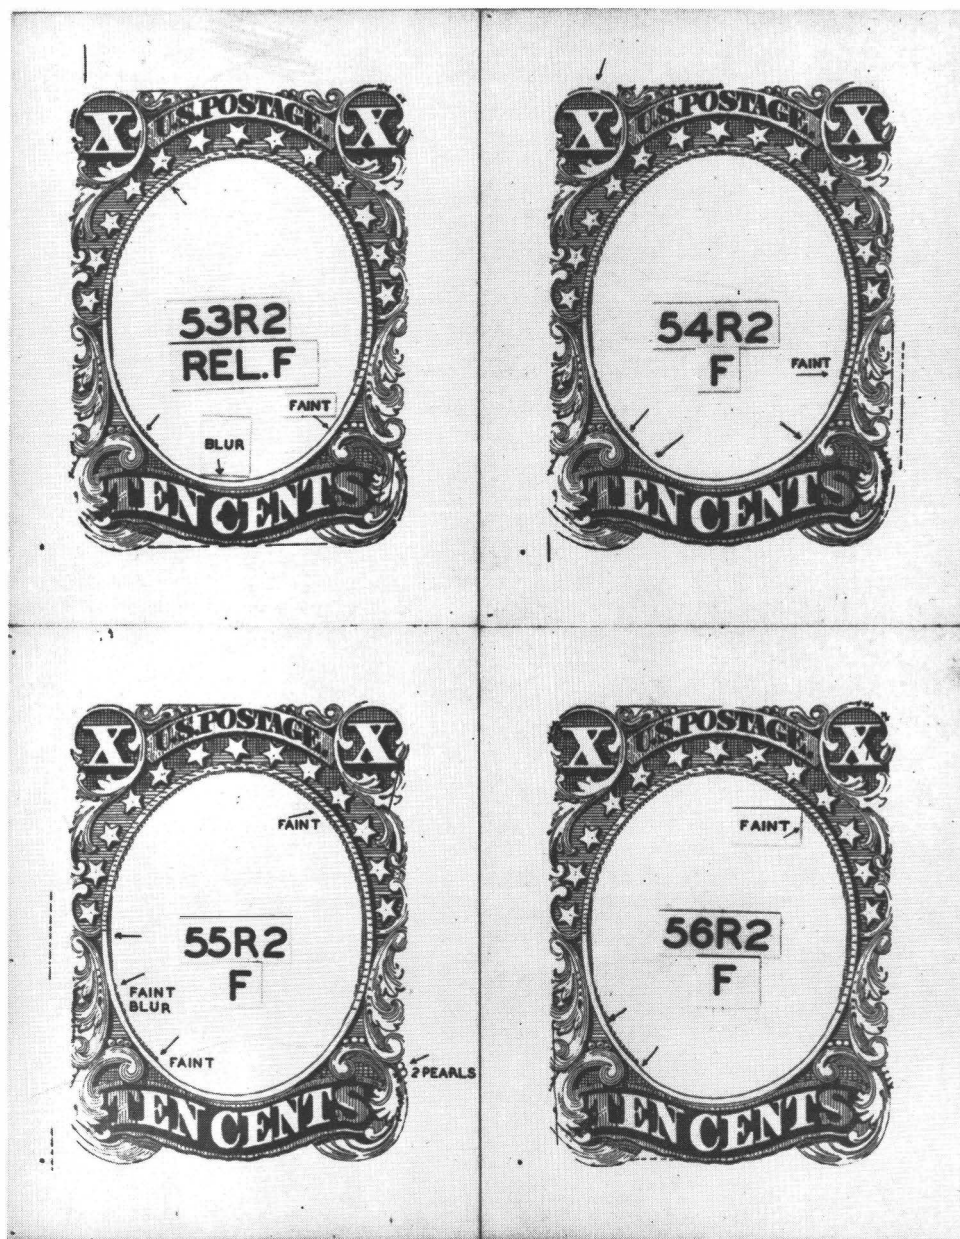 X U.S. POSTAGE. X
53R2
REL.F
FAINT
BLUR
TEN CENTS
X U.S. POSTAGE. X
54R2
F
FAINT
TEN CENTS
X U.S. POSTAGE. X
FAINT
55R2
F
FAINT
BLUR
FAINT
2 PEARLS
TEN CENTS
X U.S. POSTAGE. X
FAINT
56R2
F
TEN CENTS